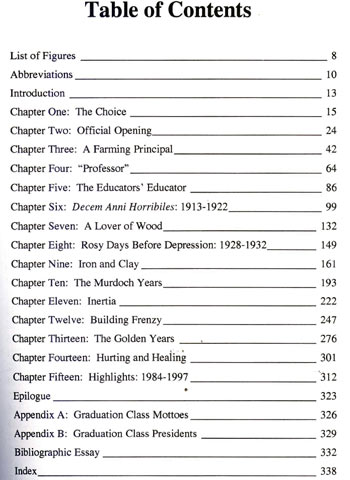 Table of Contents
List of Figures 8
Abbreviations 10
Introduction 13
Chapter One: The Choice 15
Chapter Two: Official Opening 24
Chapter Three: A Farming Principal 42
Chapter Four: “Professor” 64
Chapter Five: The Educators' Educator 86
Chapter Six: Decem Anni Horribiles: 1913-1922 99
Chapter Seven: A Lover of Wood 132
Chapter Eight: Rosy Days Before Depression: 1928-1932 149
Chapter Nine: Iron and Clay 161
Chapter Ten: The Murdoch Years 193
Chapter Eleven: Inertia 222
Chapter Twelve: Building Frenzy 247
Chapter Thirteen: The Golden Years 276
Chapter Fourteen: Hurting and Healing 301
Chapter Fifteen: Highlights: 1984-1997 312
Epilogue 323
Appendix A: Graduation Class Mottoes 326
Appendix B: Graduation Class Presidents 329
Bibliographic Essay 332
Index 338